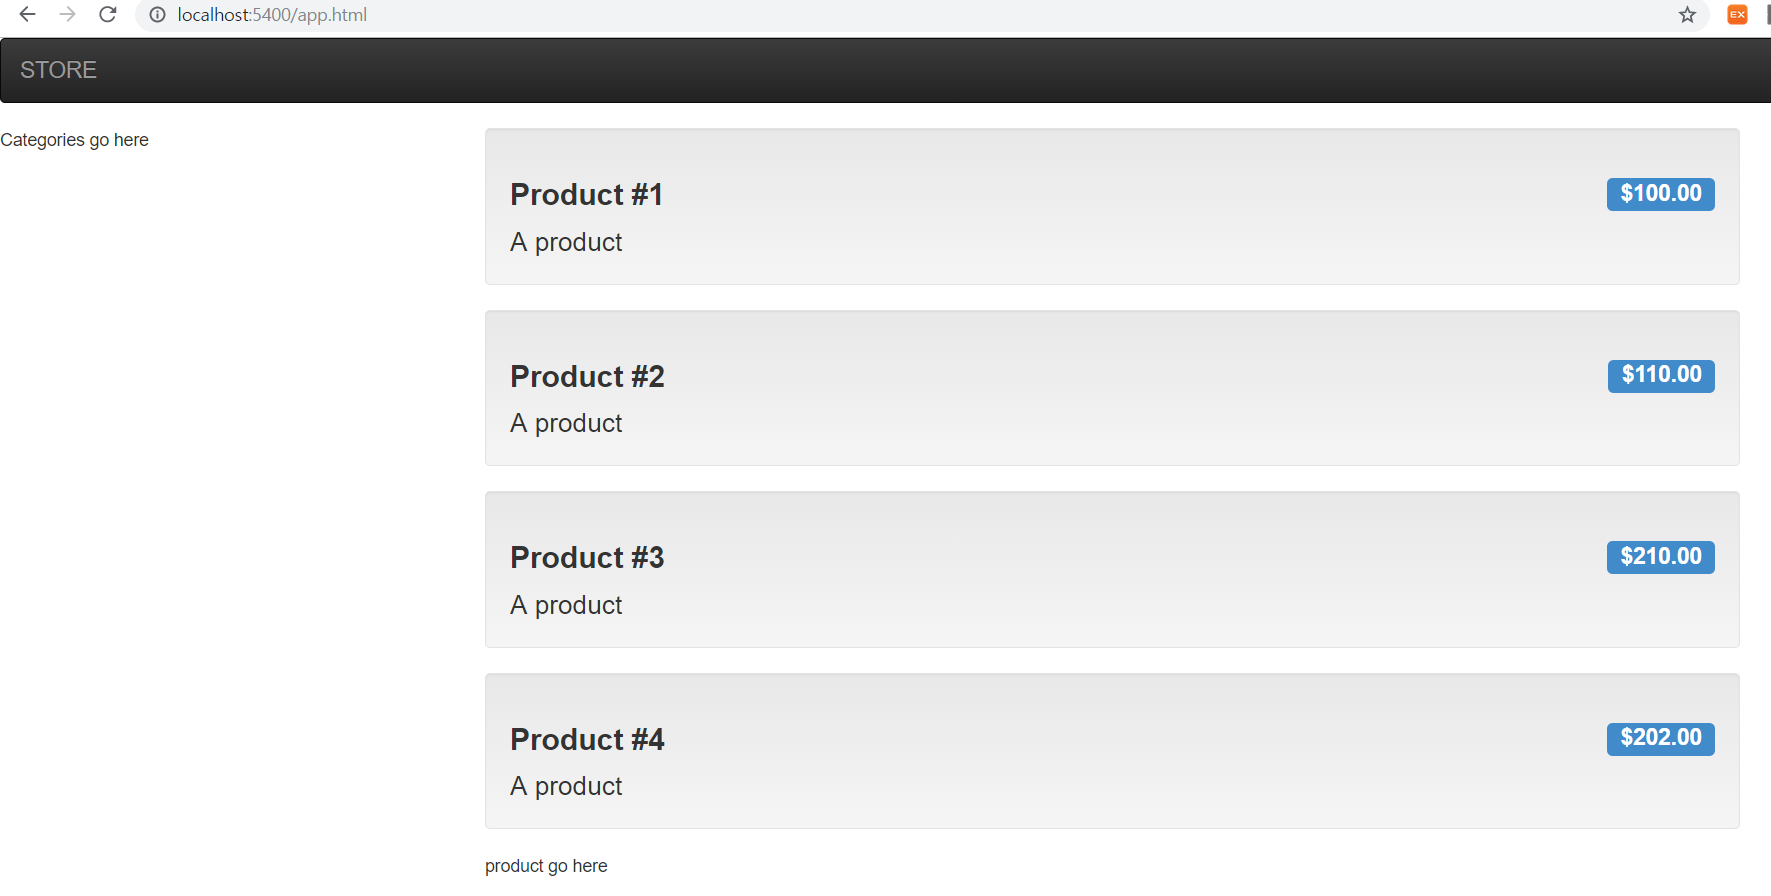 localhost:5400/app.html
EX
STORE
Categories go here
Product #1
$100.00
A product
Product #2
$110.00
A product
Product #3
$210.00
A product
Product #4
$202.00
A product
product go here